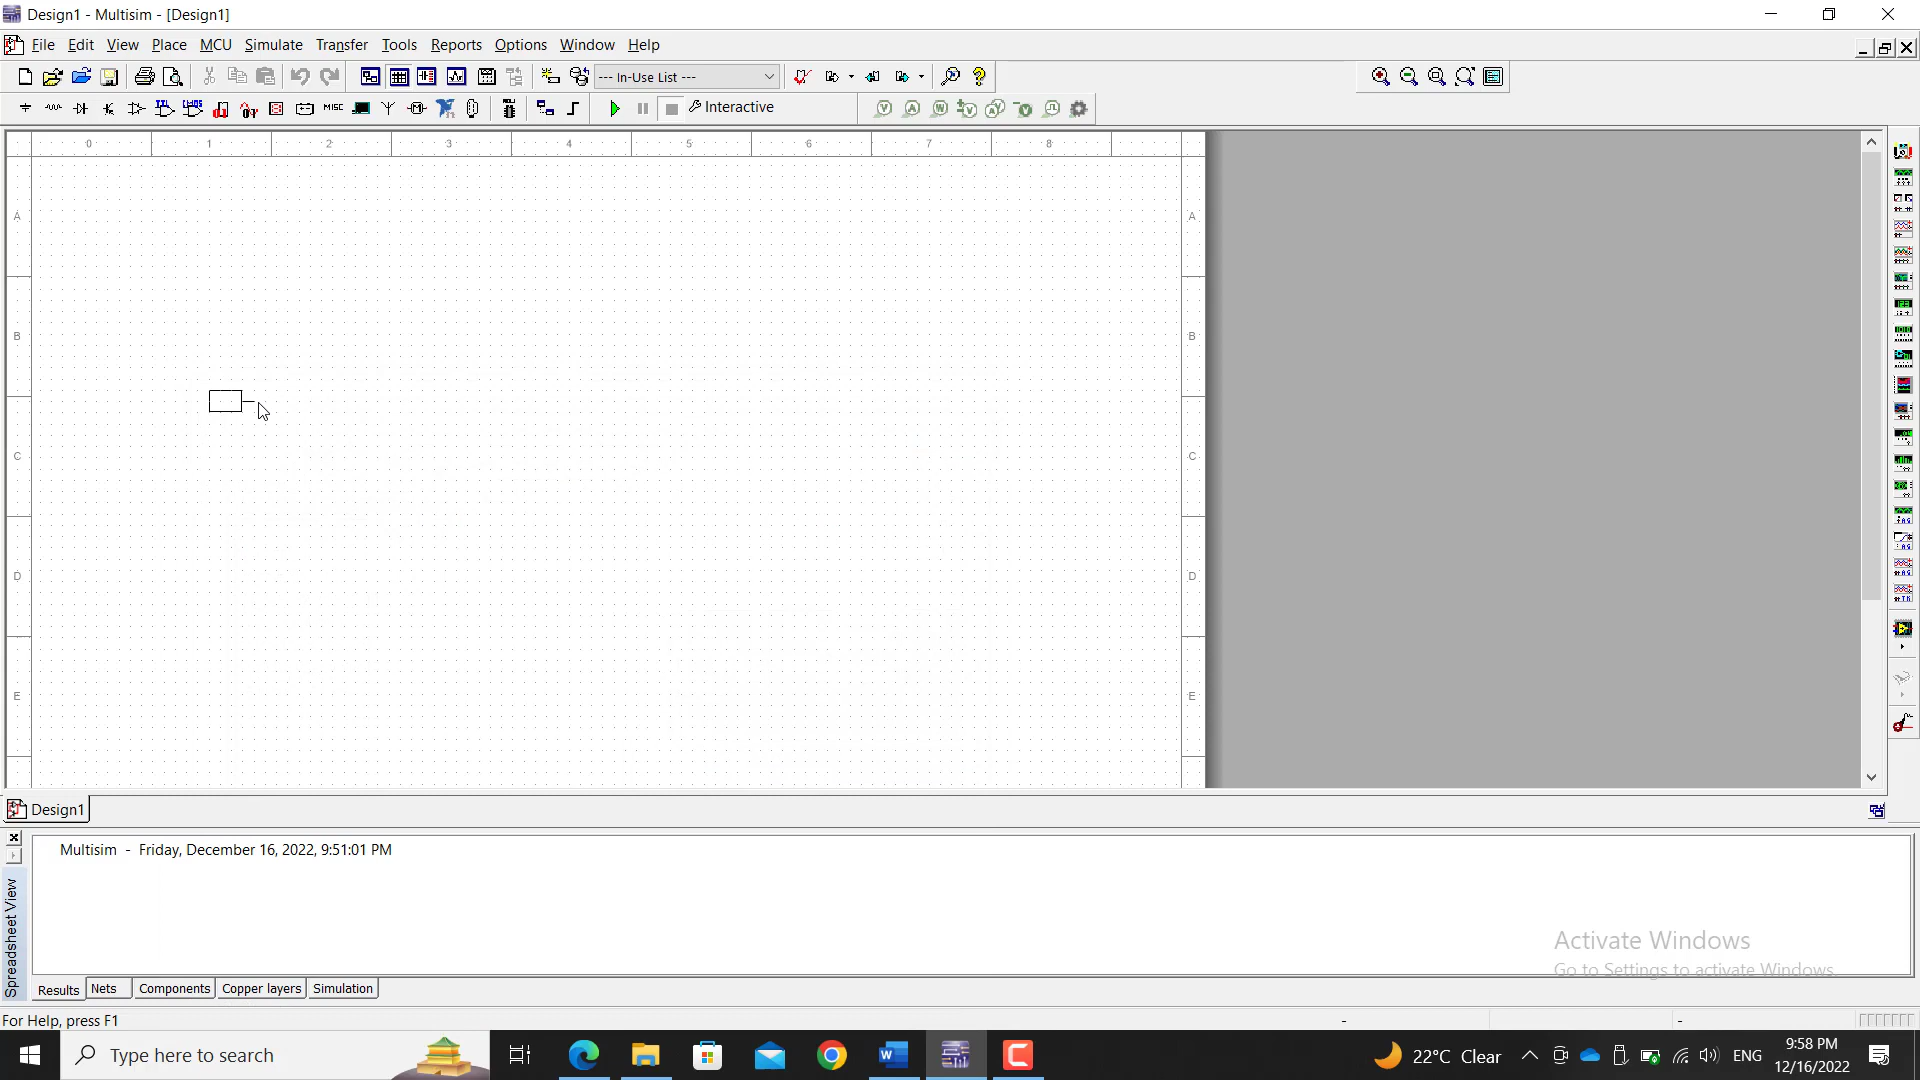 Design1 - Multisim - [Design1]
File Edit View Place MCU Simulate Transfer Tools Reports Options Window Help
--- In-Use List ---
MISC Interactive
0 1 2 3 4 5 6 7 8
A A
B B
C C
D D
E E
Design1
Multisim - Friday, December 16, 2022, 9:51:01 PM
Spreadsheet View
Activate Windows
Go to Settings to activate Windows.
Results Nets Components Copper layers Simulation
For Help, press F1
- -
Type here to search
22°C Clear
ENG
9:58 PM
12/16/2022